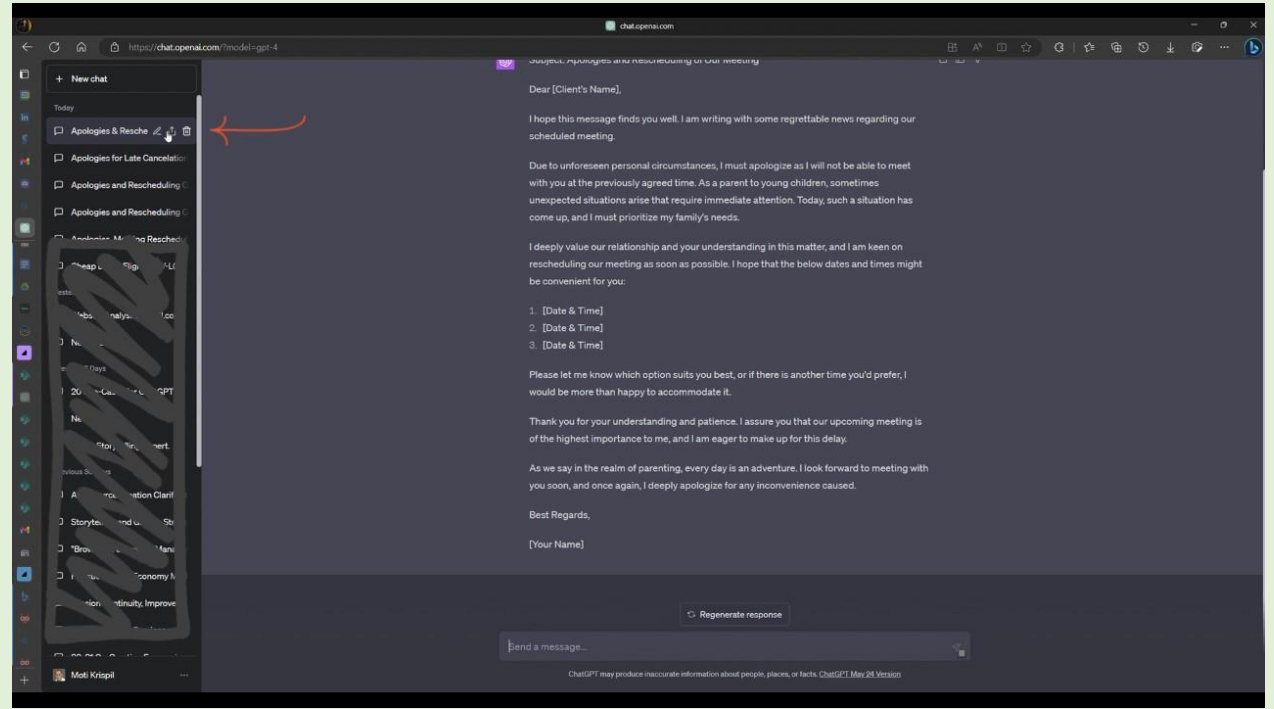 chat.openai.com
https://chat.openai.com/?model=gpt-4
+ New chat
Today
Apologies & Resche
Apologies for Late Cancelation
Apologies and Rescheduling C
Apologies and Rescheduling C
Apologies, Meeting Reschedu
Cheap
Days
GPT
Storytel
"Brow
Economy M
Continuity, Improve
Moti Krispil
Subject: Apologies and Rescheduling of Our Meeting
Dear [Client's Name],
I hope this message finds you well. I am writing with some regrettable news regarding our
scheduled meeting.
Due to unforeseen personal circumstances, I must apologize as I will not be able to meet
with you at the previously agreed time. As a parent to young children, sometimes
unexpected situations arise that require immediate attention. Today, such a situation has
come up, and I must prioritize my family's needs.
I deeply value our relationship and your understanding in this matter, and I am keen on
rescheduling our meeting as soon as possible. I hope that the below dates and times might
be convenient for you:
1. [Date & Time]
2. [Date & Time]
3. [Date & Time]
Please let me know which option suits you best, or if there is another time you'd prefer, I
would be more than happy to accommodate it.
Thank you for your understanding and patience. I assure you that our upcoming meeting is
of the highest importance to me, and I am eager to make up for this delay.
As we say in the realm of parenting, every day is an adventure. I look forward to meeting with
you soon, and once again, I deeply apologize for any inconvenience caused.
Best Regards,
[Your Name]
Regenerate response
Send a message...
ChatGPT may produce inaccurate information about people, places, or facts. ChatGPT May 24 Version